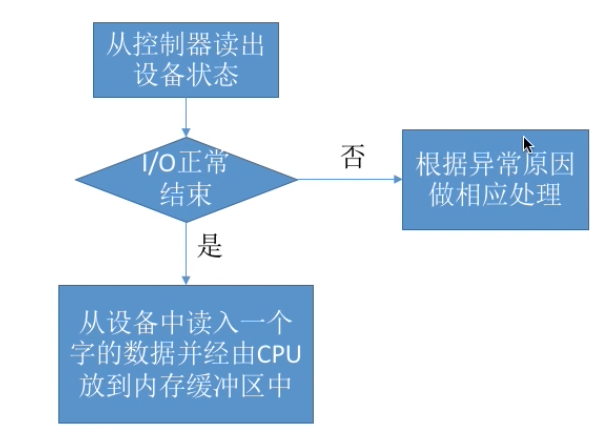 从控制器读出
设备状态
I/O正常
结束
否
根据异常原因
做相应处理
是
从设备中读入一个
字的数据并经由CPU
放到内存缓冲区中